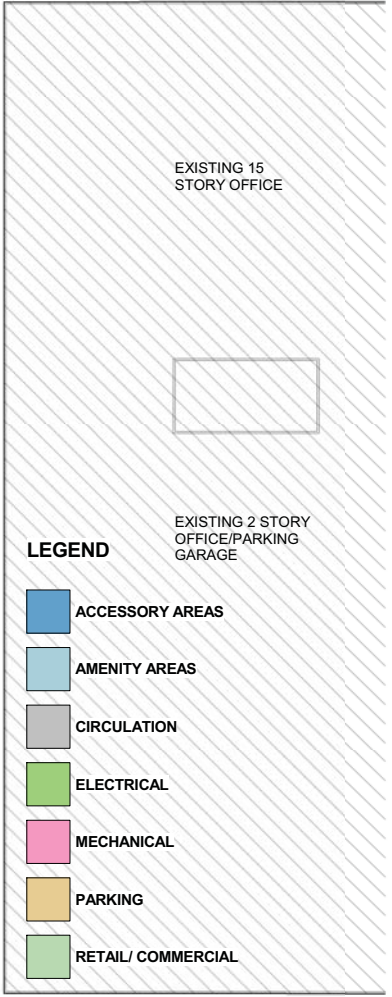 EXISTING 15
STORY OFFICE
EXISTING 2 STORY
OFFICE/PARKING
GARAGE
LEGEND
ACCESSORY AREAS
AMENITY AREAS
CIRCULATION
ELECTRICAL
MECHANICAL
PARKING
RETAIL/ COMMERCIAL